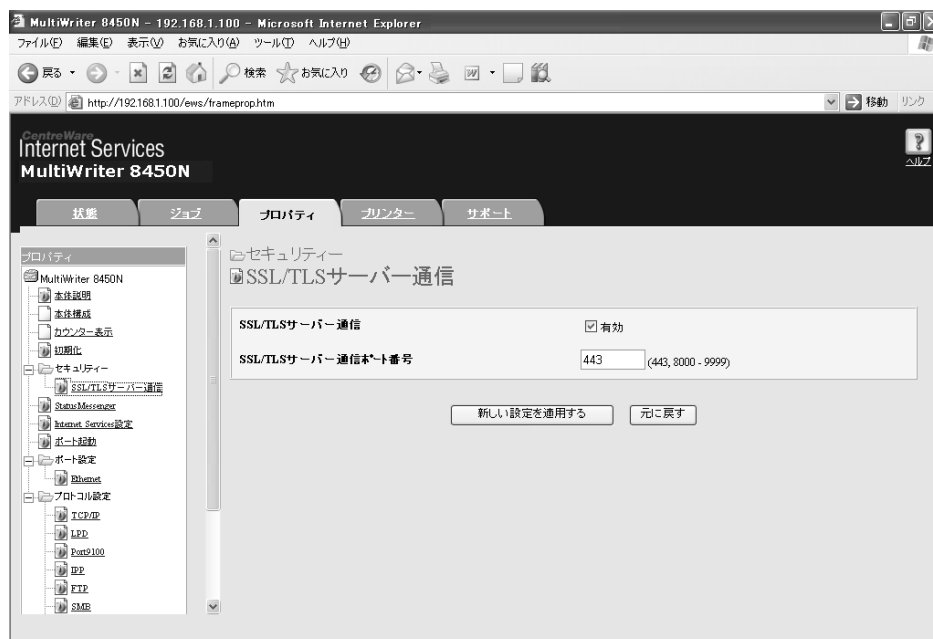 MultiWriter 8450N - 192.168.1.100 - Microsoft Internet Explorer
ファイル(F) 編集(E) 表示(V) お気に入り(A) ツール(T) ヘルプ(H)
戻る 検索 お気に入り
アドレス(D) http://192.168.1.100/ews/frameprop.htm 移動 リンク
CentreWare
Internet Services
MultiWriter 8450N
ヘルプ
状態 ジョブ プロパティ プリンター サポート
プロパティ
MultiWriter 8450N
本体説明
本体構成
カウンター表示
初期化
セキュリティー
SSL/TLSサーバー通信
StatusMessenger
Internet Services設定
ポート起動
ポート設定
Ethernet
プロトコル設定
TCP/IP
LPD
Port9100
IPP
FTP
SMB
セキュリティー
SSL/TLSサーバー通信
SSL/TLSサーバー通信 有効
SSL/TLSサーバー通信ポート番号 443 (443, 8000 - 9999)
新しい設定を適用する 元に戻す